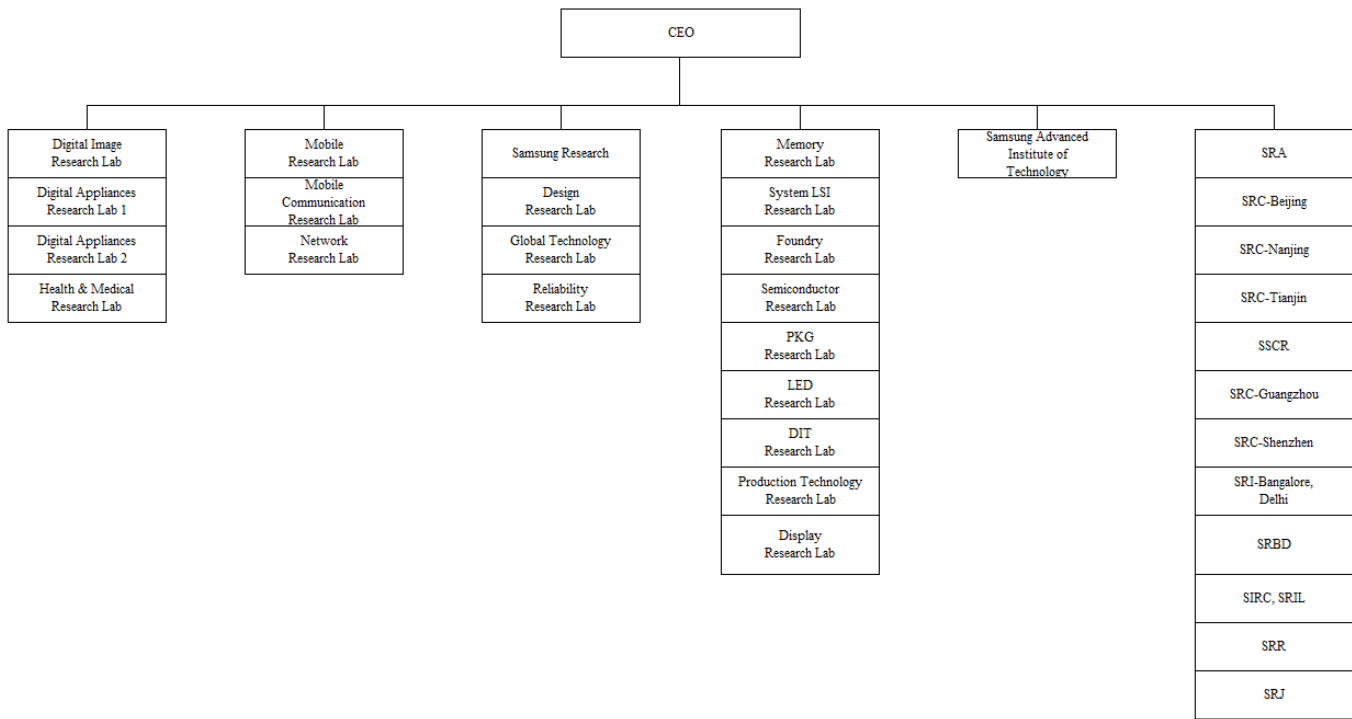 CEO
Digital Image
Research Lab
Digital Appliances
Research Lab 1
Digital Appliances
Research Lab 2
Health & Medical
Research Lab
Mobile
Research Lab
Mobile
Communication
Research Lab
Network
Research Lab
Samsung Research
Design
Research Lab
Global Technology
Research Lab
Reliability
Research Lab
Memory
Research Lab
System LSI
Research Lab
Foundry
Research Lab
Semiconductor
Research Lab
PKG
Research Lab
LED
Research Lab
DIT
Research Lab
Production Technology
Research Lab
Display
Research Lab
Samsung Advanced
Institute of
Technology
SRA
SRC-Beijing
SRC-Nanjing
SRC-Tianjin
SSCR
SRC-Guangzhou
SRC-Shenzhen
SRI-Bangalore,
Delhi
SRBD
SIRC, SRIL
SRR
SRJ